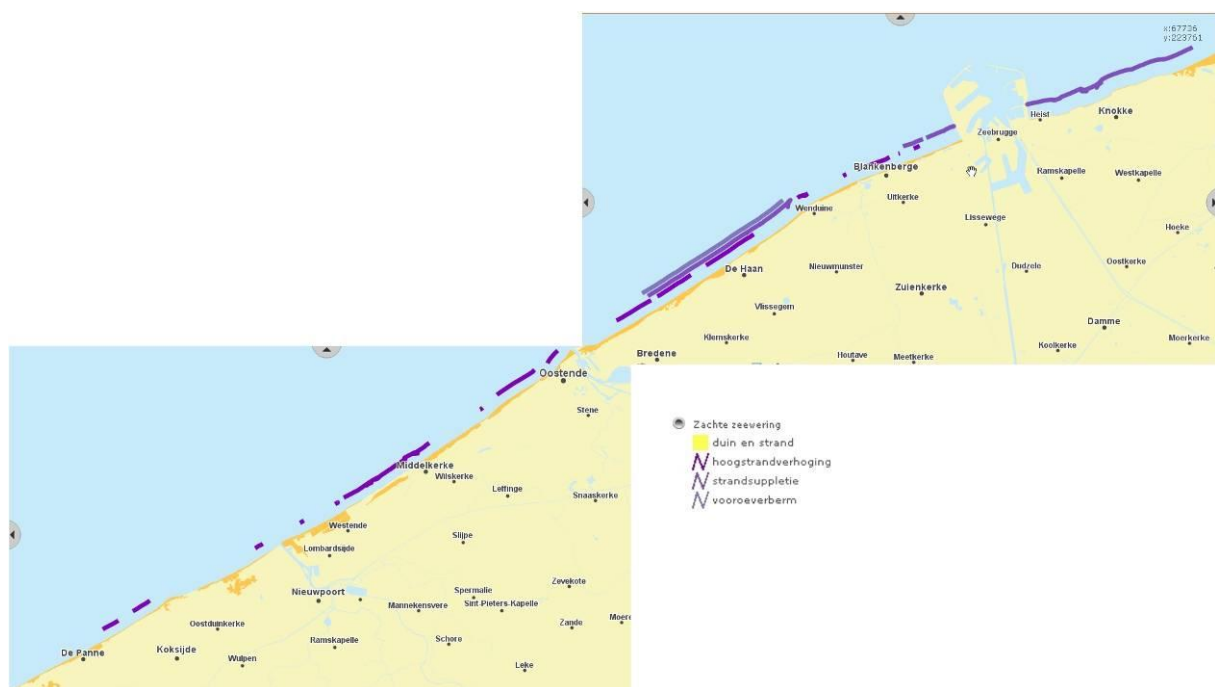 x:67736
y:223761
Knokke
Heist
Zeebrugge
Blankenberge
Ramskapelle
Westkapelle
Uitkerke
Wenduine
Lissewege
Hoeke
De Haan
Nieuwmunster
Dudzele
Oostkerke
Zuienkerke
Vlissegem
Damme
Klemskerke
Koolkerke
Moerkerke
Bredene
Houtave
Meetkerke
Oostende
Stene
Middelkerke
Wilskerke
Leffinge
Snaaskerke
Westende
Slijpe
Lombardsijde
Zevekote
Nieuwpoort
Spermalie
Mannekensvere
Sint-Pieters-Kapelle
Oostduinkerke
Zande
Moere
Ramskapelle
Schore
De Panne
Koksijde
Wulpen
Leke
Zachte zeewering
duin en strand
hoogstrandverhoging
strandsuppletie
vooroeverberm